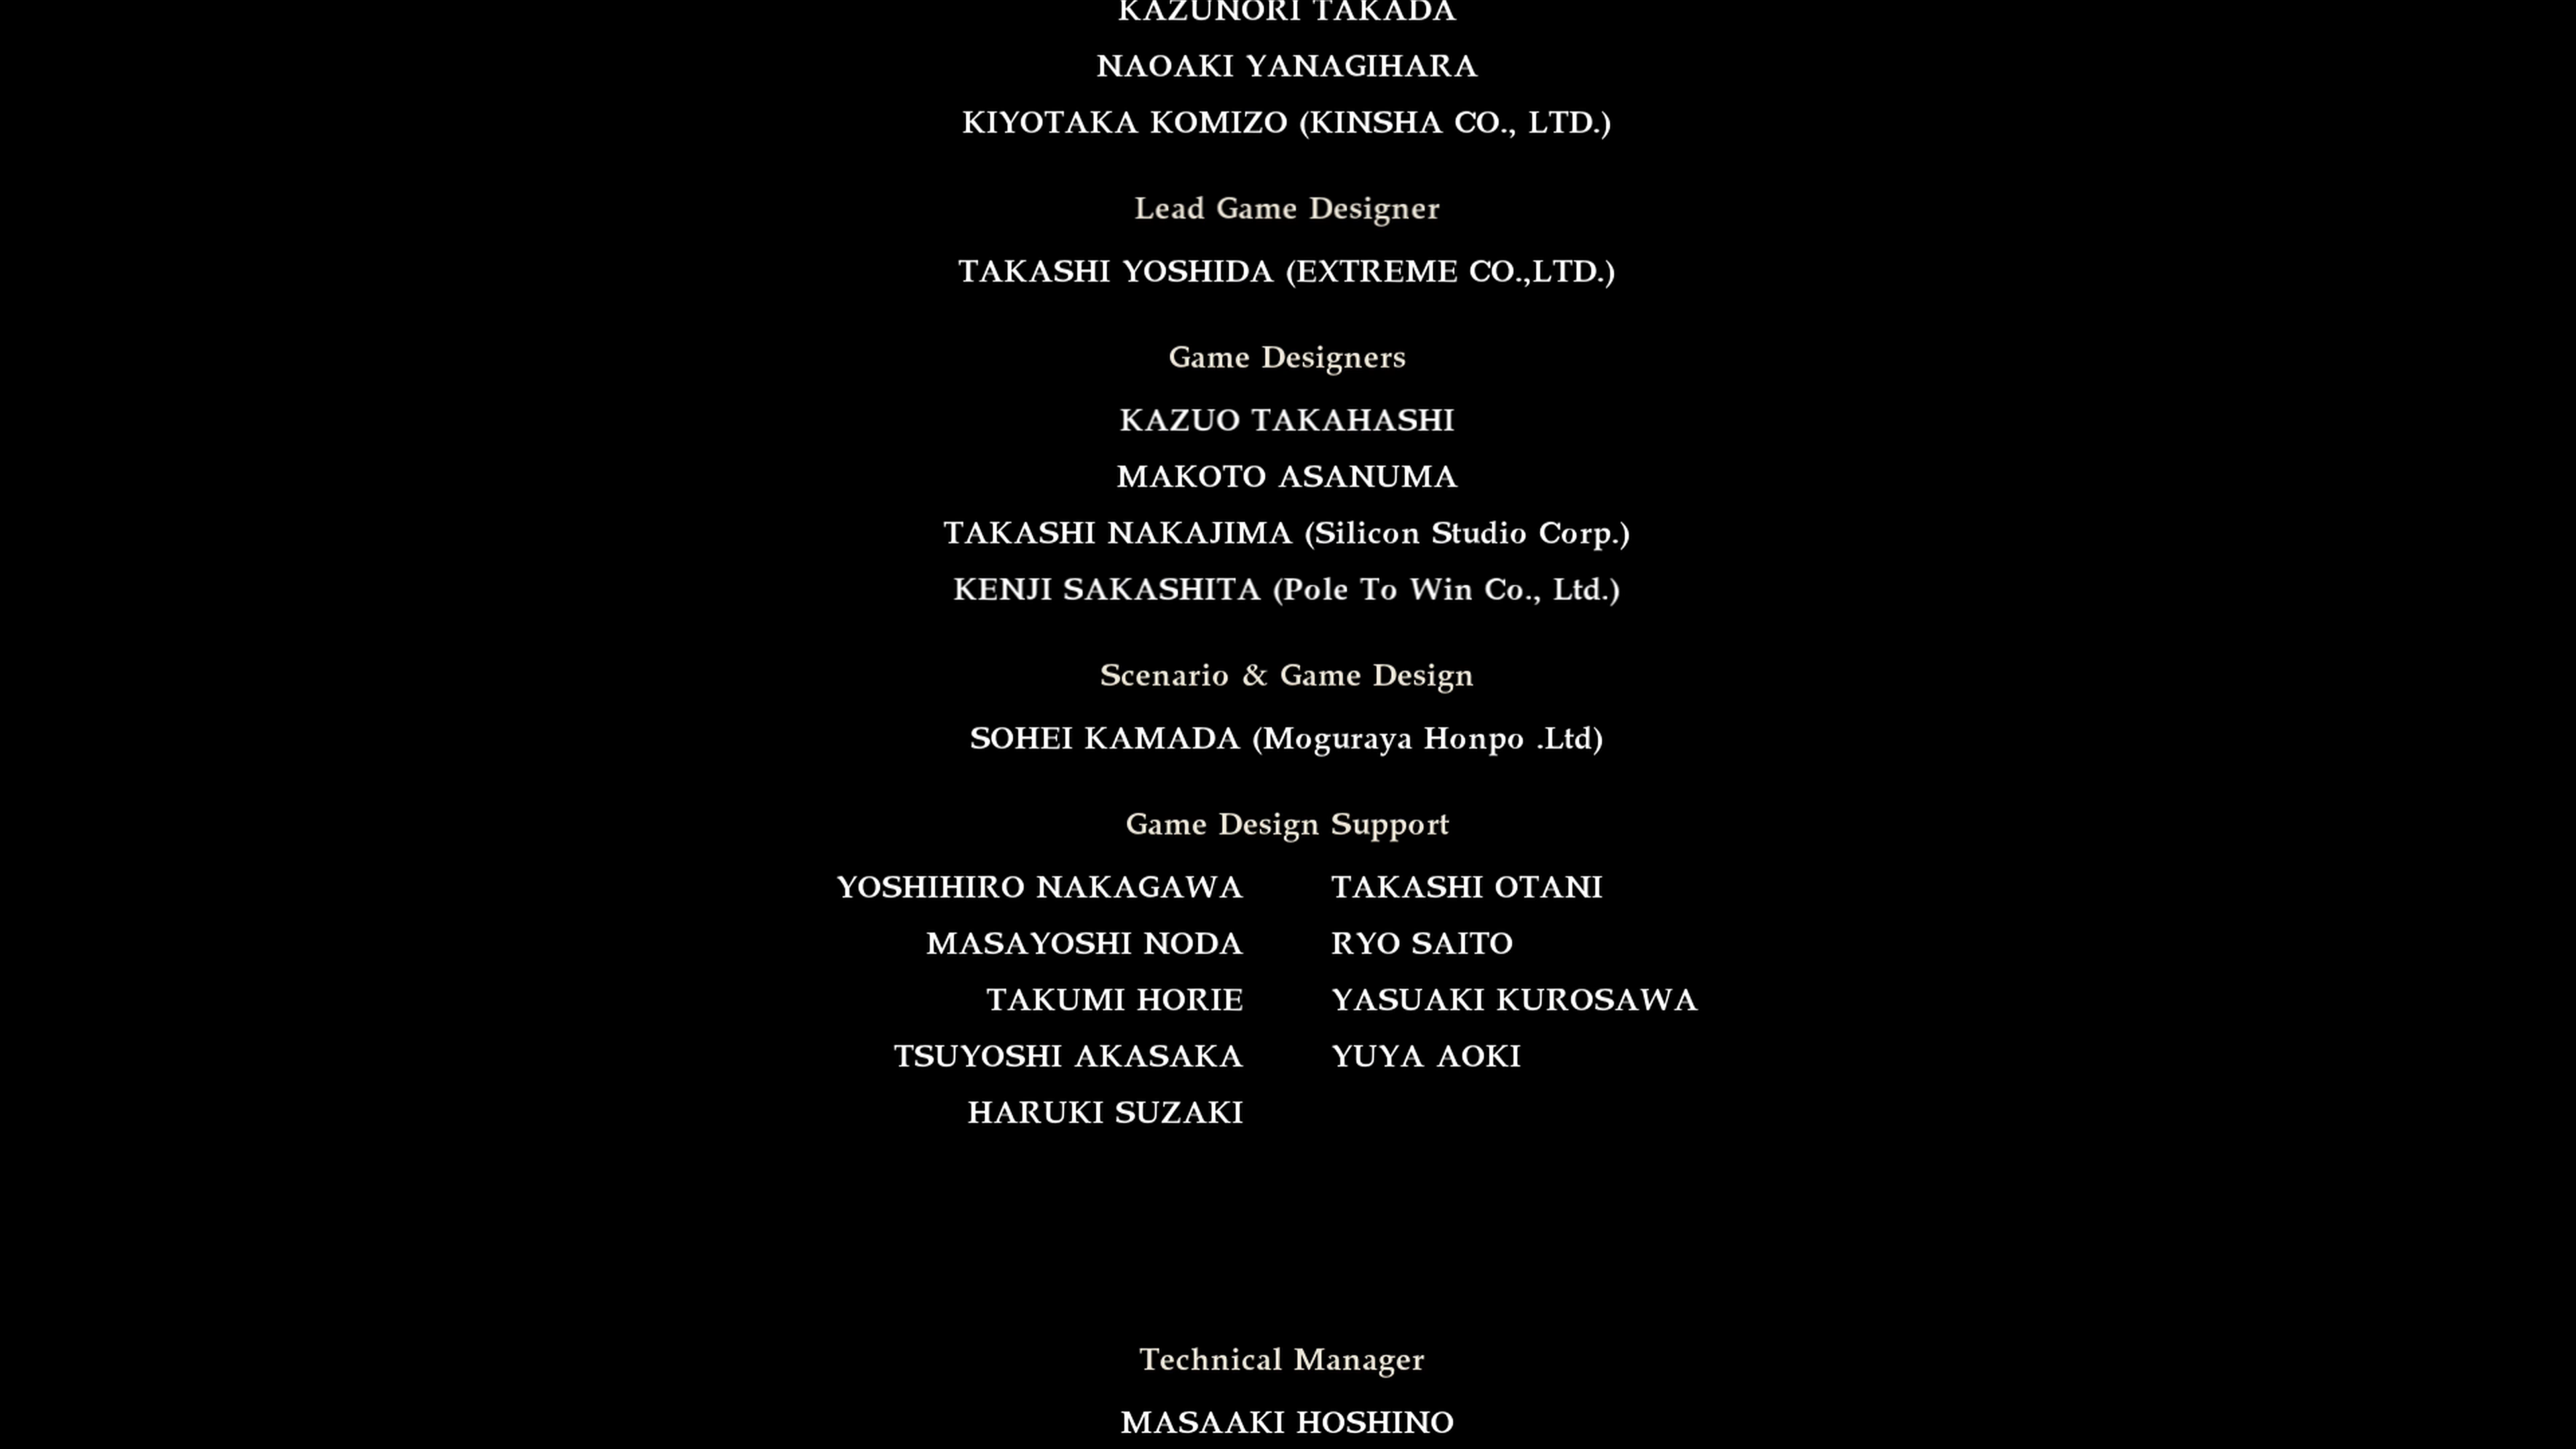 KAZUNORI TAKADA
NAOAKI YANAGIHARA
KIYOTAKA KOMIZO (KINSHA CO., LTD.)
Lead Game Designer
TAKASHI YOSHIDA (EXTREME CO.,LTD.)
Game Designers
KAZUO TAKAHASHI
MAKOTO ASANUMA
TAKASHI NAKAJIMA (Silicon Studio Corp.)
KENJI SAKASHITA (Pole To Win Co., Ltd.)
Scenario & Game Design
SOHEI KAMADA (Moguraya Honpo .Ltd)
Game Design Support
YOSHIHIRO NAKAGAWA TAKASHI OTANI
MASAYOSHI NODA RYO SAITO
TAKUMI HORIE YASUAKI KUROSAWA
TSUYOSHI AKASAKA YUYA AOKI
HARUKI SUZAKI
Technical Manager
MASAAKI HOSHINO